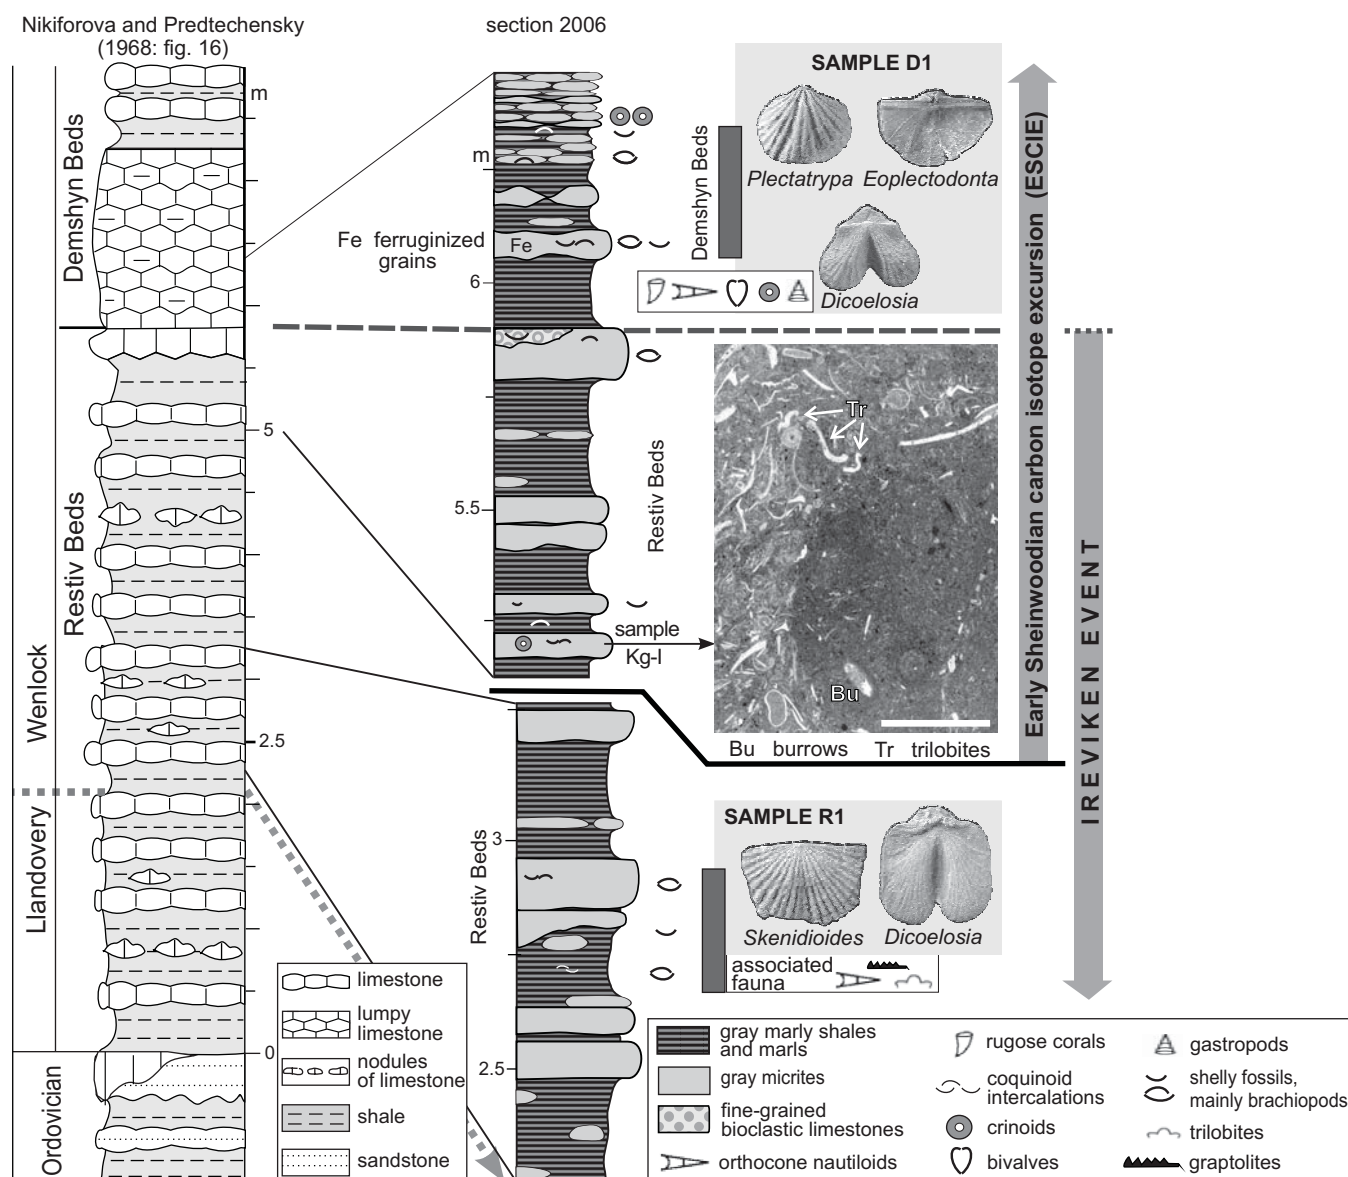 Nikiforova and Predtechensky
(1968: fig. 16)
section 2006
m
Demshyn Beds
Restiv Beds
Wenlock
Llandovery
Ordovician
5
2.5
0
m
Fe ferruginized
grains
Fe
6
5.5
Demshyn Beds
Restiv Beds
sample
Kg-I
SAMPLE D1
Plectatrypa
Eoplectodonta
Dicoelosia
Tr
Bu
Bu burrows Tr trilobites
Early Sheinwoodian carbon isotope excursion (ESCIE)
IREVIKEN EVENT
Restiv Beds
3
2.5
SAMPLE R1
Skenidioides
Dicoelosia
associated
fauna
limestone
lumpy
limestone
nodules
of limestone
shale
sandstone
gray marly shales
and marls
gray micrites
fine-grained
bioclastic limestones
orthocone nautiloids
rugose corals
coquinoid
intercalations
crinoids
bivalves
gastropods
shelly fossils,
mainly brachiopods
trilobites
graptolites